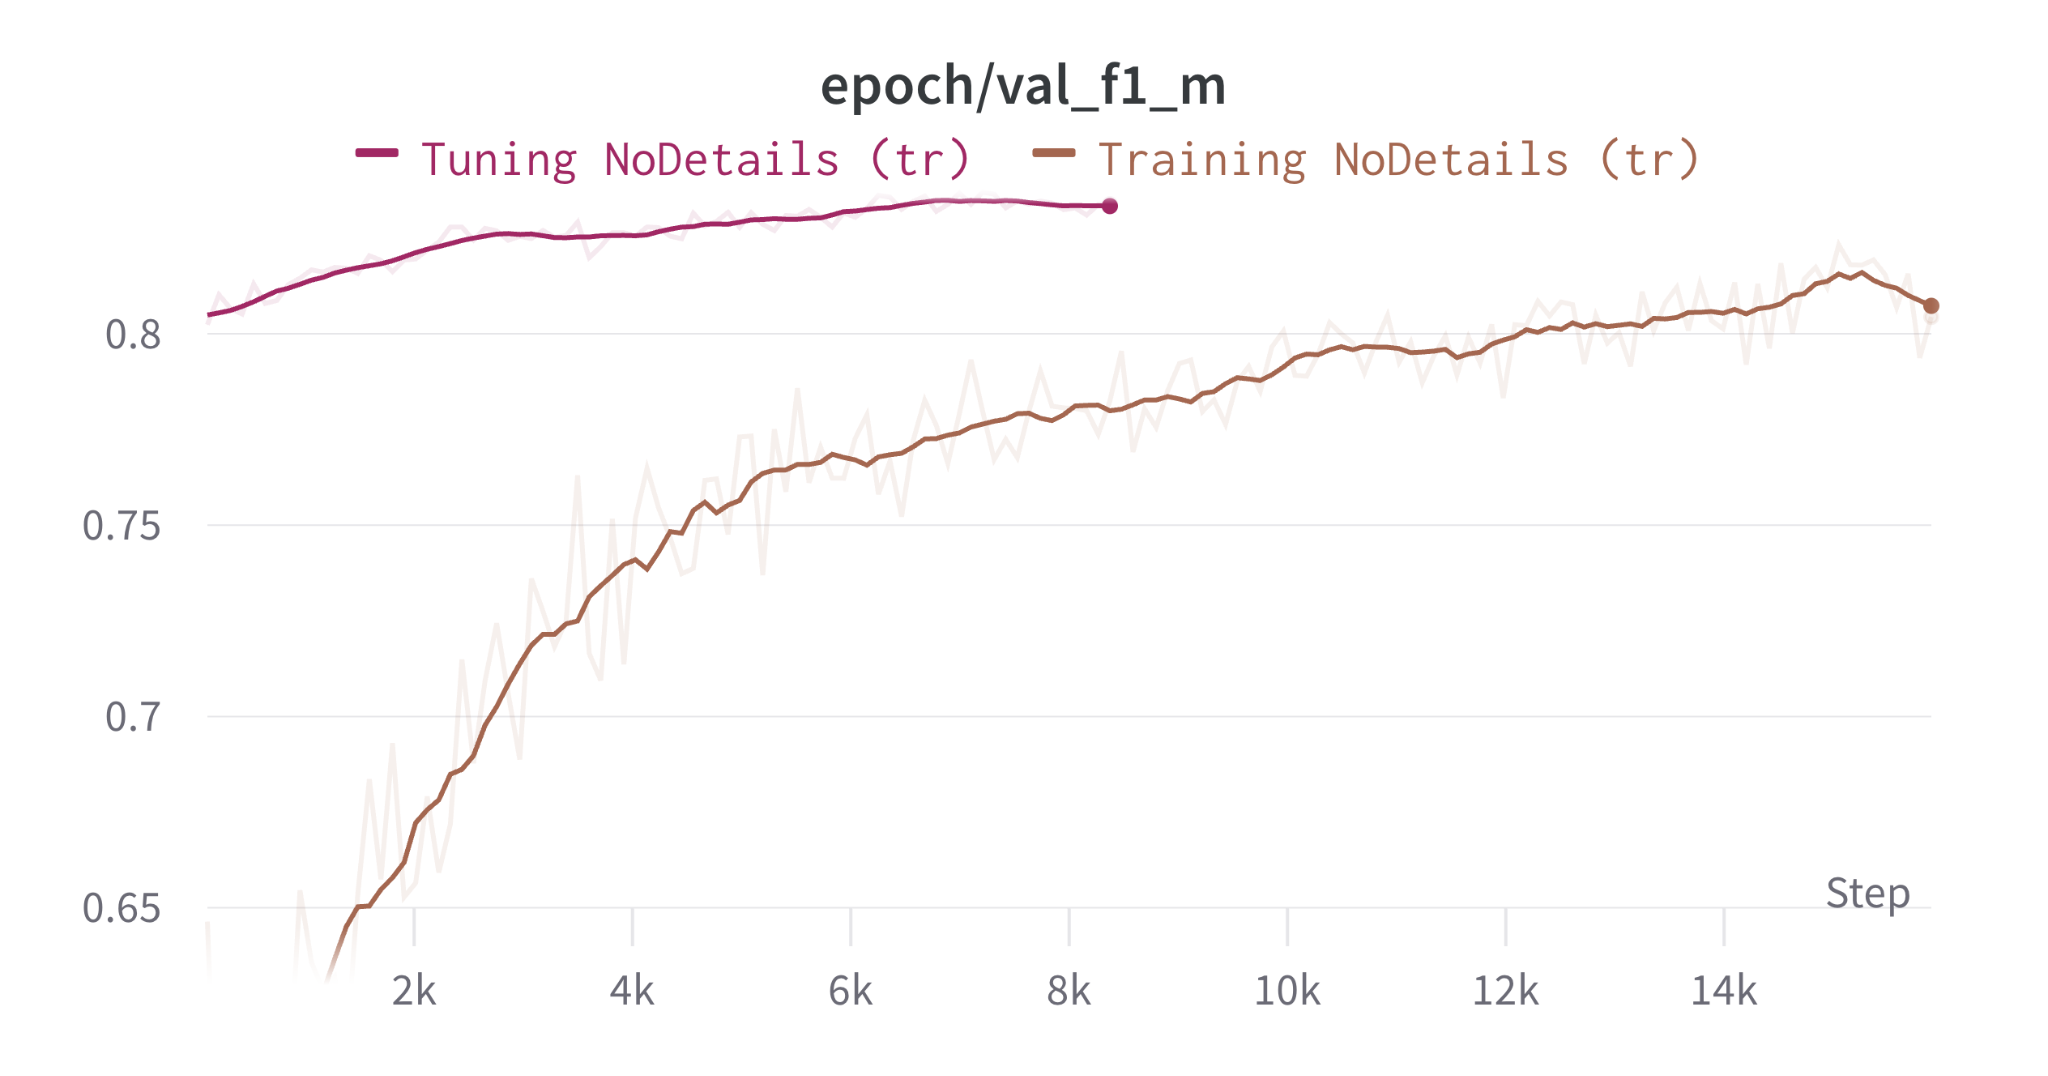 epoch/val_f1_m
Tuning NoDetails (tr) Training NoDetails (tr)
0.8
0.75
0.7
0.65
Step
2k 4k 6k 8k 10k 12k 14k